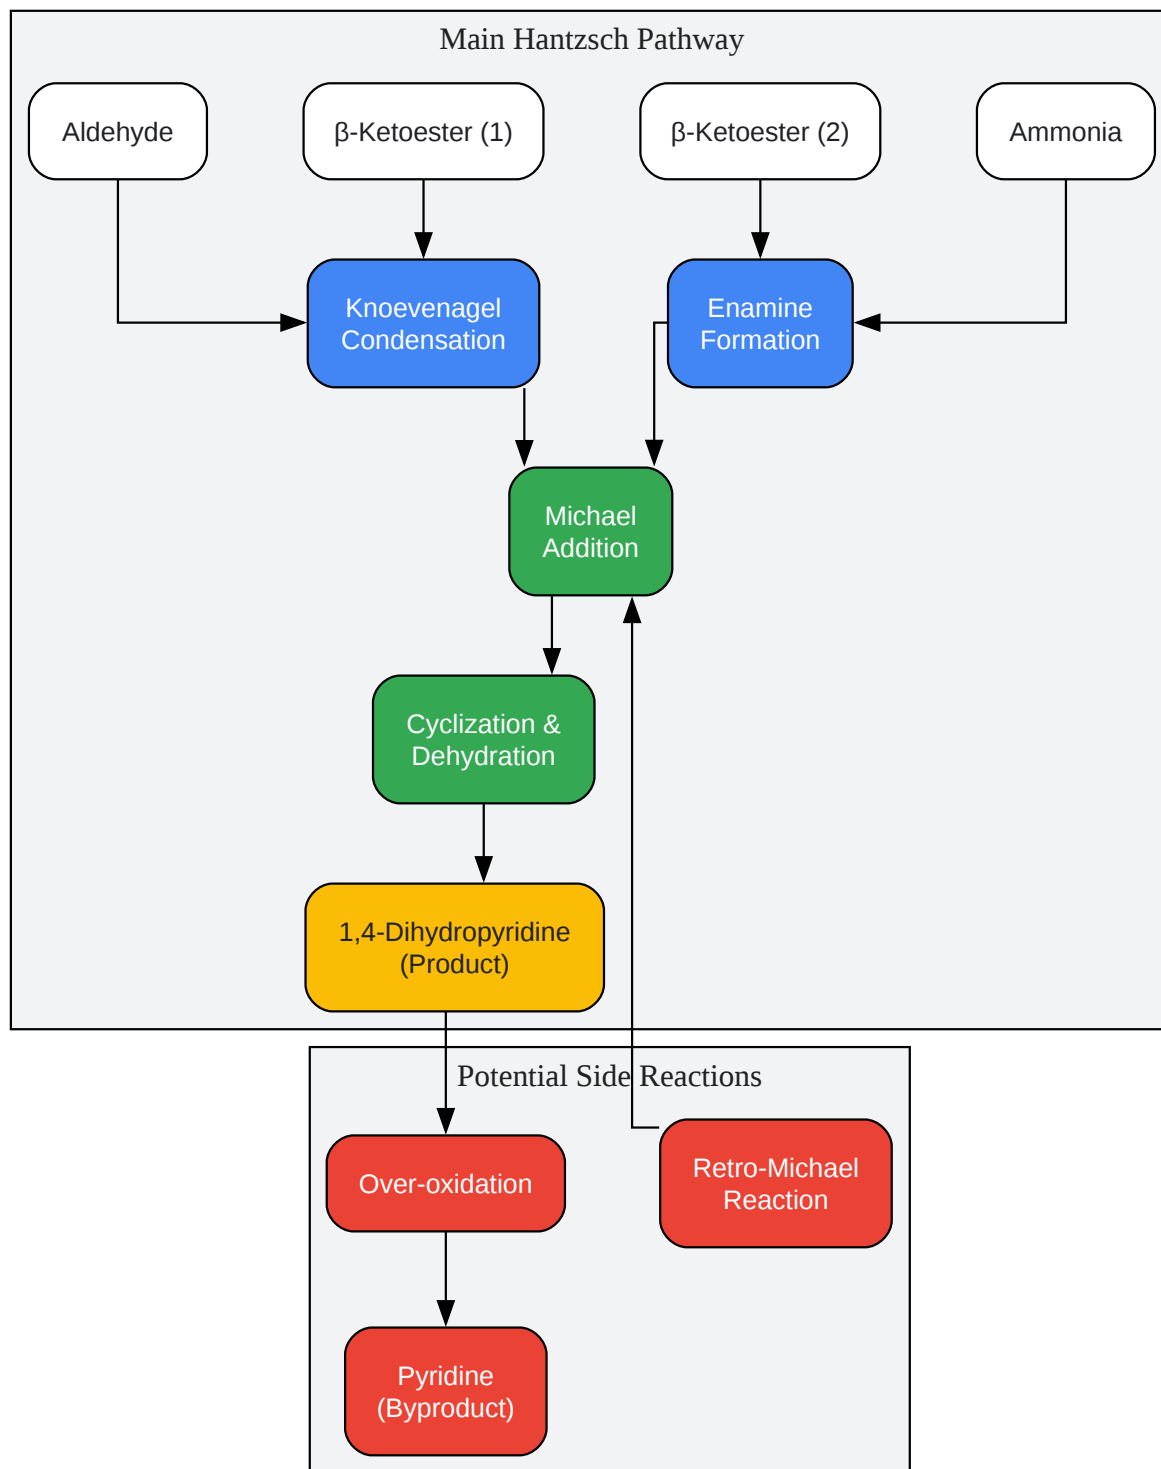 Main Hantzsch Pathway
Aldehyde
β-Ketoester (1)
β-Ketoester (2)
Ammonia
Knoevenagel
Condensation
Enamine
Formation
Michael
Addition
Cyclization &
Dehydration
1,4-Dihydropyridine
(Product)
Potential Side Reactions
Over-oxidation
Retro-Michael
Reaction
Pyridine
(Byproduct)